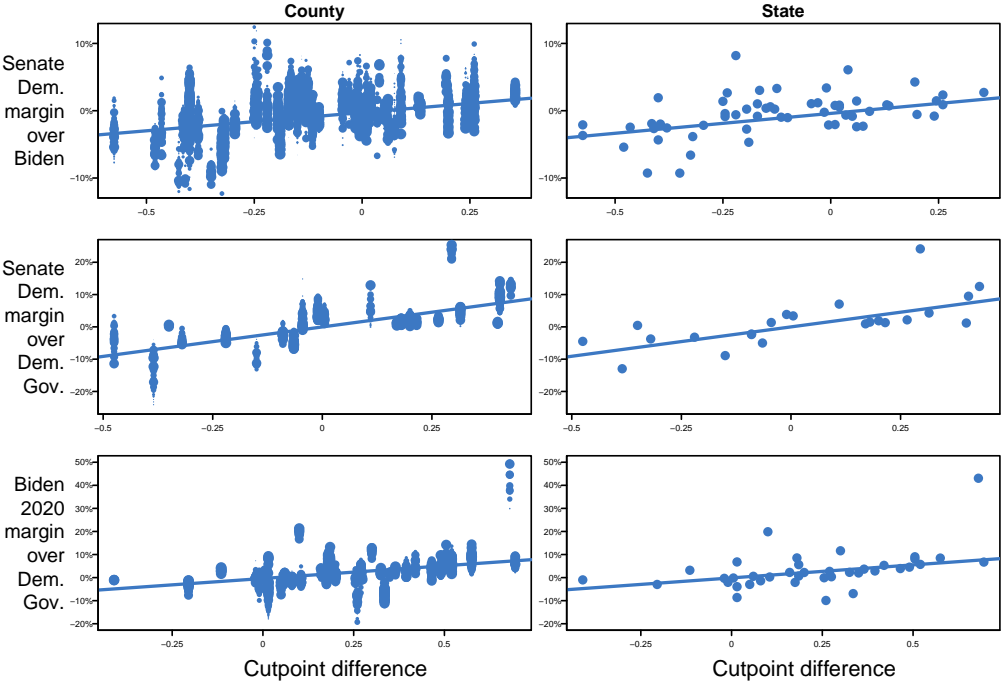 County
State
Senate
Dem.
margin
over
Biden
10%
0%
−10%
−0.5
−0.25
0
0.25
10%
0%
−10%
−0.5
−0.25
0
0.25
Senate
Dem.
margin
over
Dem.
Gov.
20%
10%
0%
−10%
−20%
−0.5
−0.25
0
0.25
20%
10%
0%
−10%
−20%
−0.5
−0.25
0
0.25
Biden
2020
margin
over
Dem.
Gov.
50%
40%
30%
20%
10%
0%
−10%
−20%
−0.25
0
0.25
0.5
50%
40%
30%
20%
10%
0%
−10%
−20%
−0.25
0
0.25
0.5
Cutpoint difference
Cutpoint difference